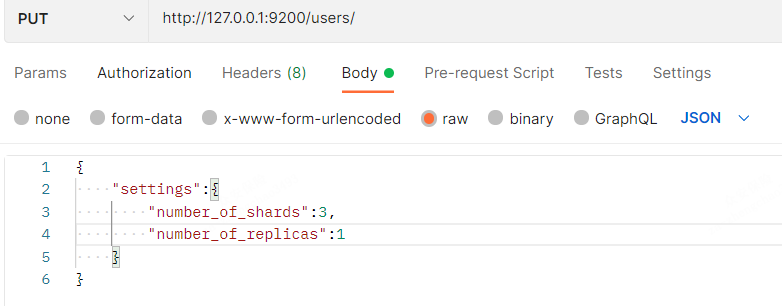 PUT http://127.0.0.1:9200/users/
Params Authorization Headers (8) Body Pre-request Script Tests Settings
none form-data x-www-form-urlencoded raw binary GraphQL JSON
1 {
2 "settings":{
3 "number_of_shards":3,
4 "number_of_replicas":1
5 }
6 }